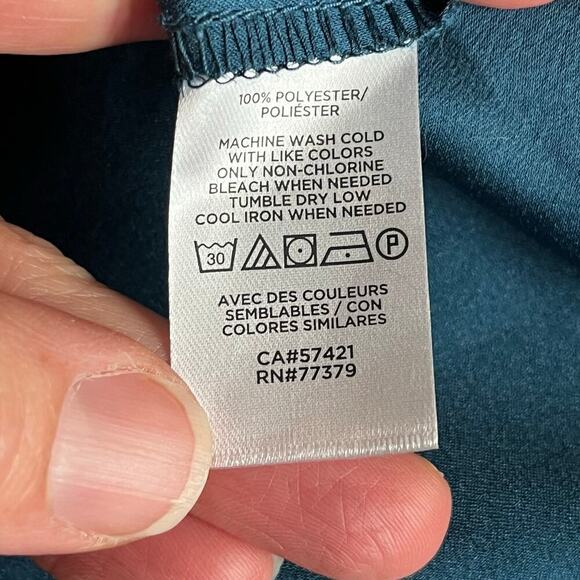 100% POLYESTER/
POLIÉSTER
MACHINE WASH COLD
WITH LIKE COLORS
ONLY NON-CHLORINE
BLEACH WHEN NEEDED
TUMBLE DRY LOW
COOL IRON WHEN NEEDED
30 P
AVEC DES COULEURS
SEMBLABLES / CON
COLORES SIMILARES
CA#57421
RN#77379